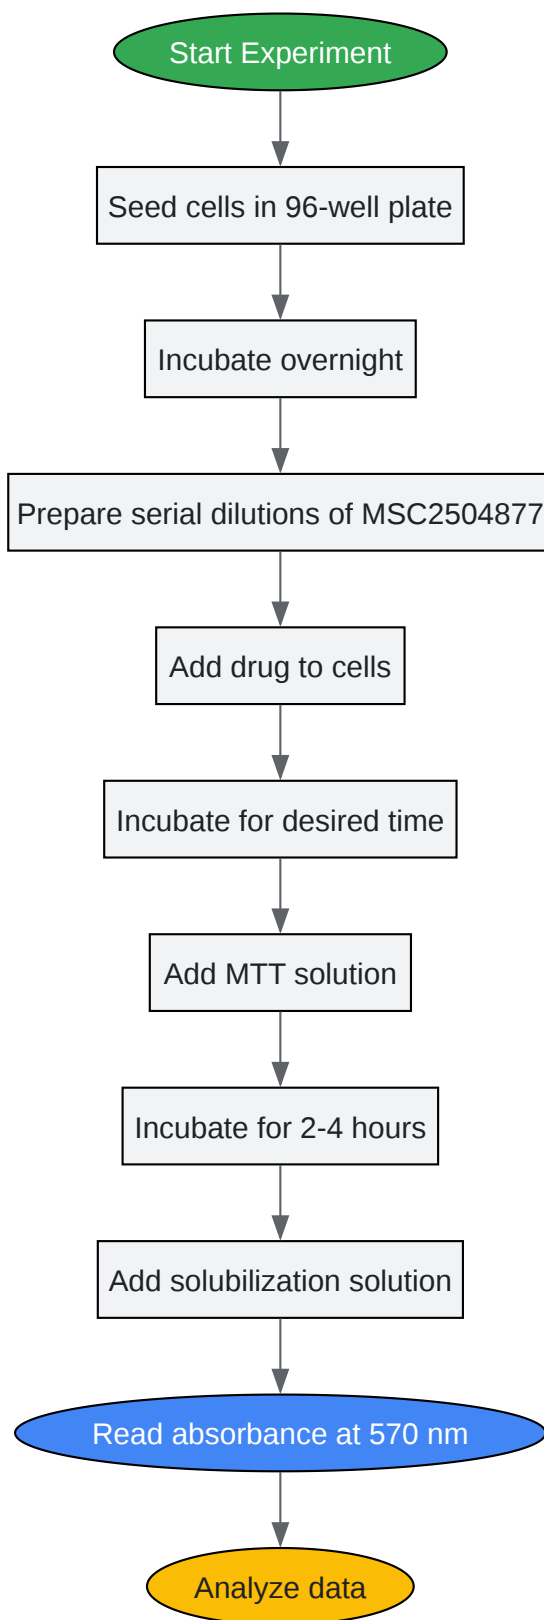 Start Experiment
Seed cells in 96-well plate
Incubate overnight
Prepare serial dilutions of MSC2504877
Add drug to cells
Incubate for desired time
Add MTT solution
Incubate for 2-4 hours
Add solubilization solution
Read absorbance at 570 nm
Analyze data